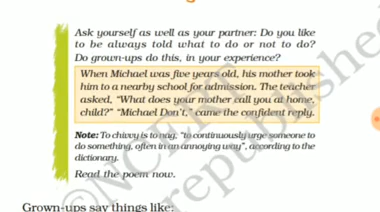 Ask yourself as well as your partner: Do you like
to be always told what to do or not to do?
Do grown-ups do this, in your experience?
When Michael was five years old, his mother took
him to a nearby school for admission. The teacher
asked, “What does your mother call you at home,
child?” “Michael Don’t,” came the confident reply.
Note: To chivvy is to nag; “to continuously urge someone to
do something, often in an annoying way”, according to the
dictionary.
Read the poem now.
Grown-ups say things like:
©NCERT
republished